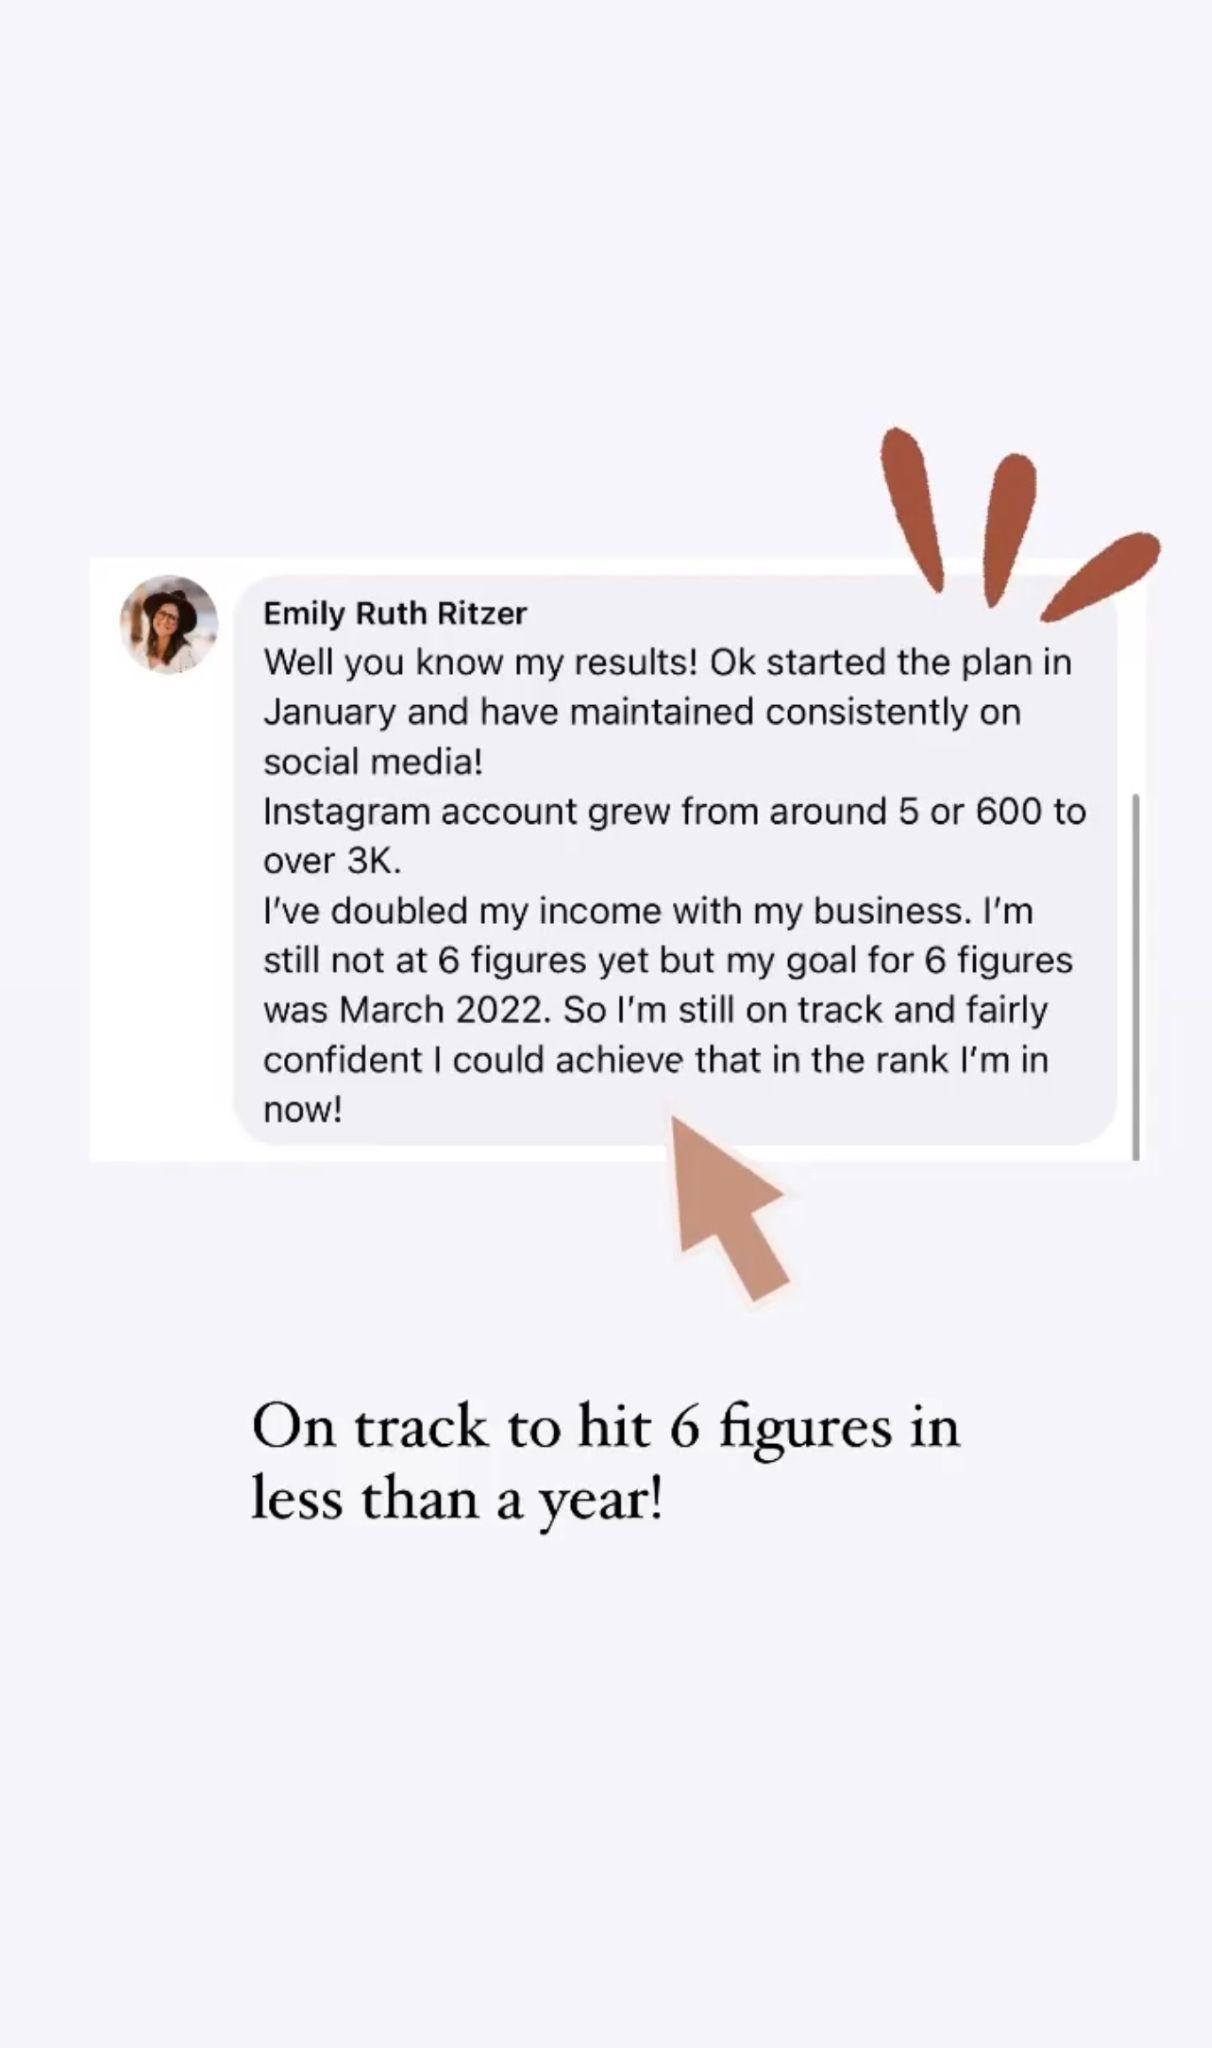 Emily Ruth Ritzer
Well you know my results! Ok started the plan in
January and have maintained consistently on
social media!
Instagram account grew from around 5 or 600 to
over 3K.
I've doubled my income with my business. I'm
still not at 6 figures yet but my goal for 6 figures
was March 2022. So I'm still on track and fairly
confident I could achieve that in the rank I'm in
now!
On track to hit 6 figures in
less than a year!